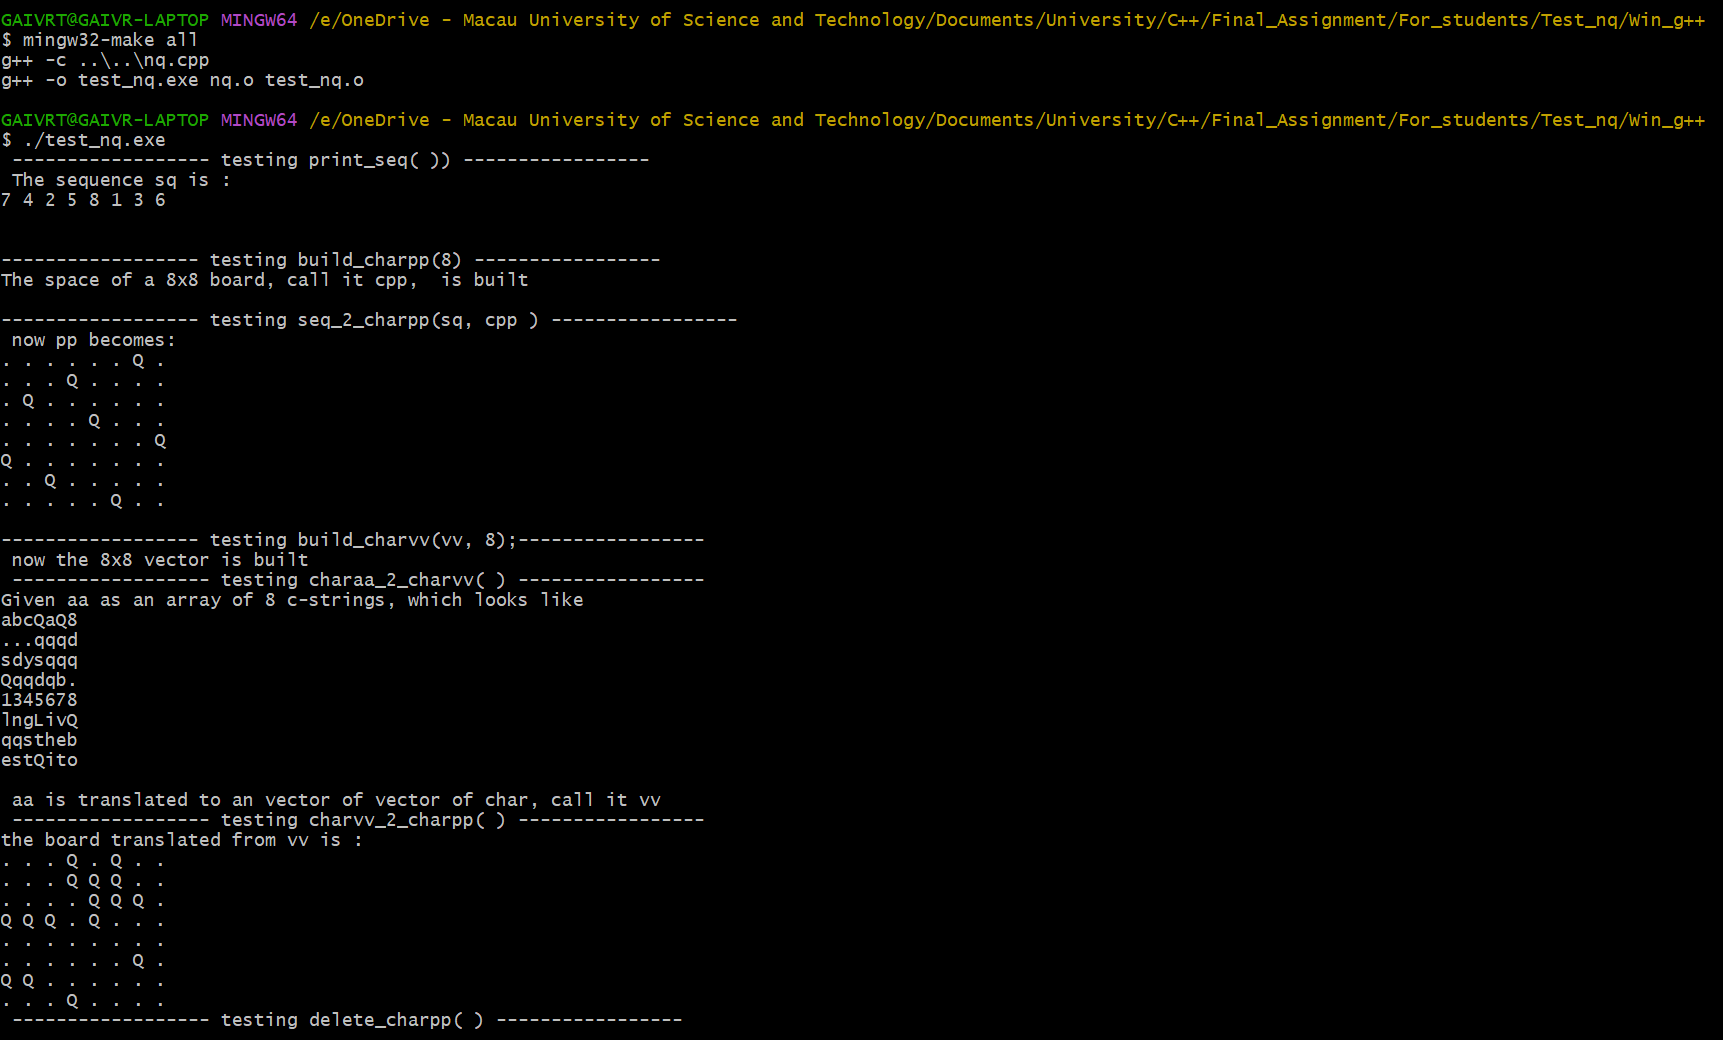 GAIVRT@GAIVR-LAPTOP MINGW64 /e/OneDrive - Macau University of Science and Technology/Documents/University/C++/Final_Assignment/For_students/Test_nq/Win_g++
$ mingw32-make all
g++ -c ..\..\nq.cpp
g++ -o test_nq.exe nq.o test_nq.o
GAIVRT@GAIVR-LAPTOP MINGW64 /e/OneDrive - Macau University of Science and Technology/Documents/University/C++/Final_Assignment/For_students/Test_nq/Win_g++
$ ./test_nq.exe
 ------------------ testing print_seq( )) -----------------
 The sequence sq is :
7 4 2 5 8 1 3 6
------------------ testing build_charpp(8) -----------------
The space of a 8x8 board, call it cpp,  is built
------------------ testing seq_2_charpp(sq, cpp ) -----------------
 now pp becomes:
. . . . . . Q .
. . . Q . . . .
. Q . . . . . .
. . . . Q . . .
. . . . . . . Q
Q . . . . . . .
. . Q . . . . .
. . . . . Q . .
------------------ testing build_charvv(vv, 8);-----------------
 now the 8x8 vector is built
 ------------------ testing charaa_2_charvv( ) -----------------
Given aa as an array of 8 c-strings, which looks like
abcQaQ8
...qqqd
sdysqqq
Qqqdqb.
1345678
lngLivQ
qqstheb
estQito
 aa is translated to an vector of vector of char, call it vv
 ------------------ testing charvv_2_charpp( ) -----------------
the board translated from vv is :
. . . Q . Q . .
. . . Q Q Q . .
. . . . Q Q Q .
Q Q Q . Q . . .
. . . . . . . .
. . . . . . Q .
Q Q . . . . . .
. . . Q . . . .
 ------------------ testing delete_charpp( ) -----------------